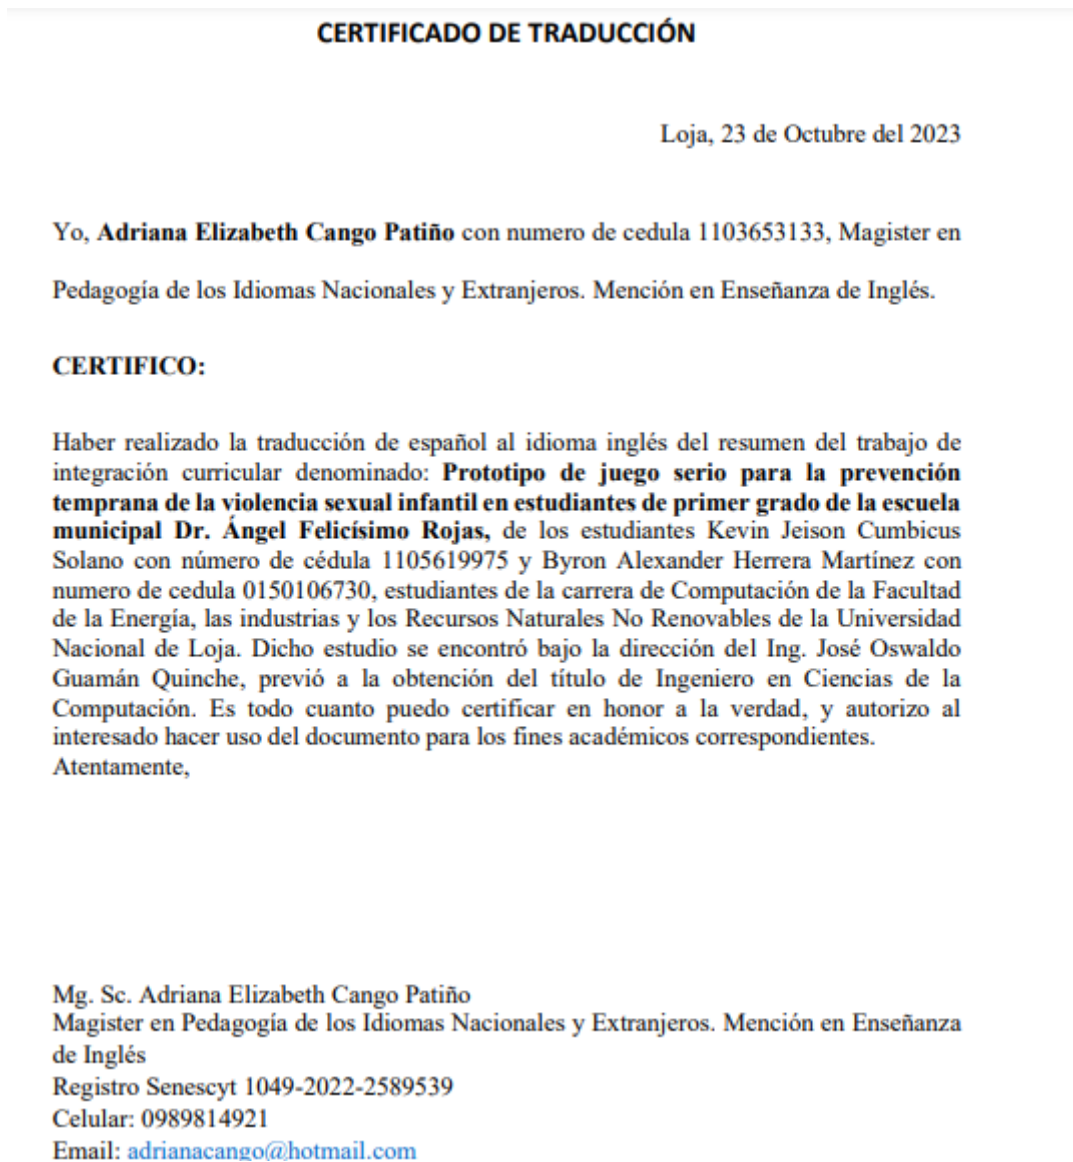 CERTIFICADO DE TRADUCCIÓN
Loja, 23 de Octubre del 2023
Yo, Adriana Elizabeth Cango Patiño con numero de cedula 1103653133, Magister en
Pedagogía de los Idiomas Nacionales y Extranjeros. Mención en Enseñanza de Inglés.
CERTIFICO:
Haber realizado la traducción de español al idioma inglés del resumen del trabajo de
integración curricular denominado: Prototipo de juego serio para la prevención
temprana de la violencia sexual infantil en estudiantes de primer grado de la escuela
municipal Dr. Ángel Felicísimo Rojas, de los estudiantes Kevin Jeison Cumbicus
Solano con número de cédula 1105619975 y Byron Alexander Herrera Martínez con
numero de cedula 0150106730, estudiantes de la carrera de Computación de la Facultad
de la Energía, las industrias y los Recursos Naturales No Renovables de la Universidad
Nacional de Loja. Dicho estudio se encontró bajo la dirección del Ing. José Oswaldo
Guamán Quinche, previó a la obtención del título de Ingeniero en Ciencias de la
Computación. Es todo cuanto puedo certificar en honor a la verdad, y autorizo al
interesado hacer uso del documento para los fines académicos correspondientes.
Atentamente,
Mg. Sc. Adriana Elizabeth Cango Patiño
Magister en Pedagogía de los Idiomas Nacionales y Extranjeros. Mención en Enseñanza
de Inglés
Registro Senescyt 1049-2022-2589539
Celular: 0989814921
Email: adrianacango@hotmail.com